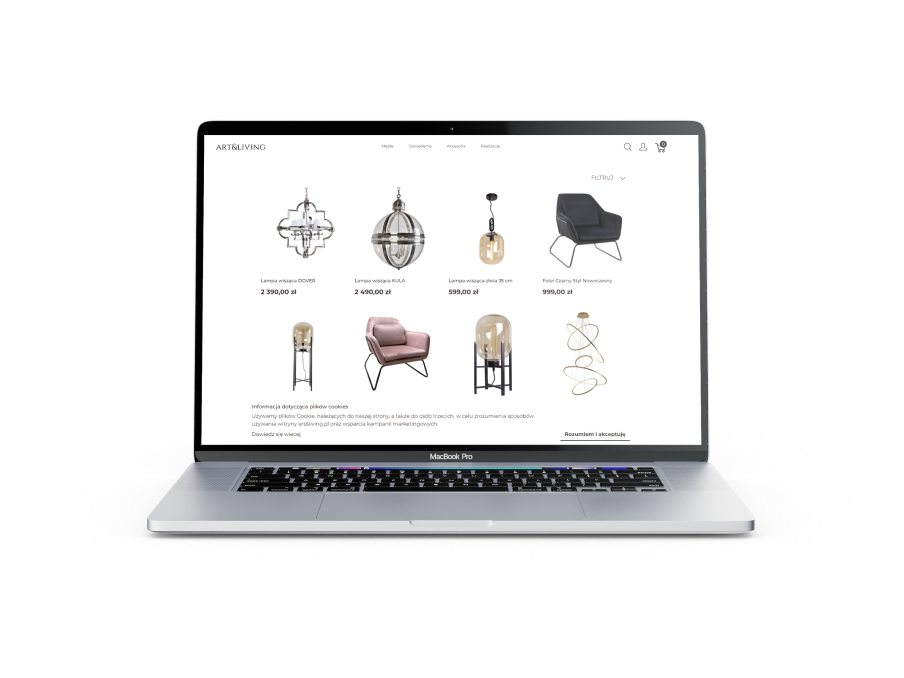 ART&LIVING
Meble Oświetlenie Akcesoria Realizacje
0
FILTRUJ
Lampa wisząca DOVER
2 390,00 zł
Lampa wisząca KULA
2 490,00 zł
Lampa wisząca złota 35 cm
599,00 zł
Fotel Czarny Styl Nowoczesny
999,00 zł
Informacja dotycząca plików cookies
Używamy plików Cookie, należących do naszej strony, a także do osób trzecich, w celu zrozumienia sposobów
używania witryny art&living.pl oraz wsparcia kampanii marketingowych.
Dowiedz się więcej
Rozumiem i akceptuję
MacBook Pro